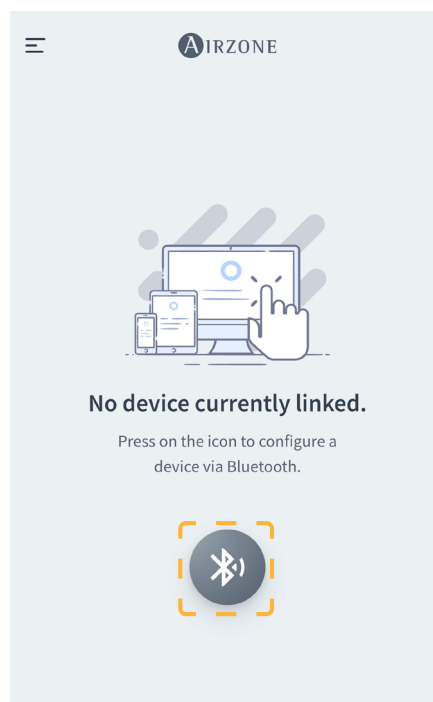 AIRZONE
No device currently linked.
Press on the icon to configure a
device via Bluetooth.